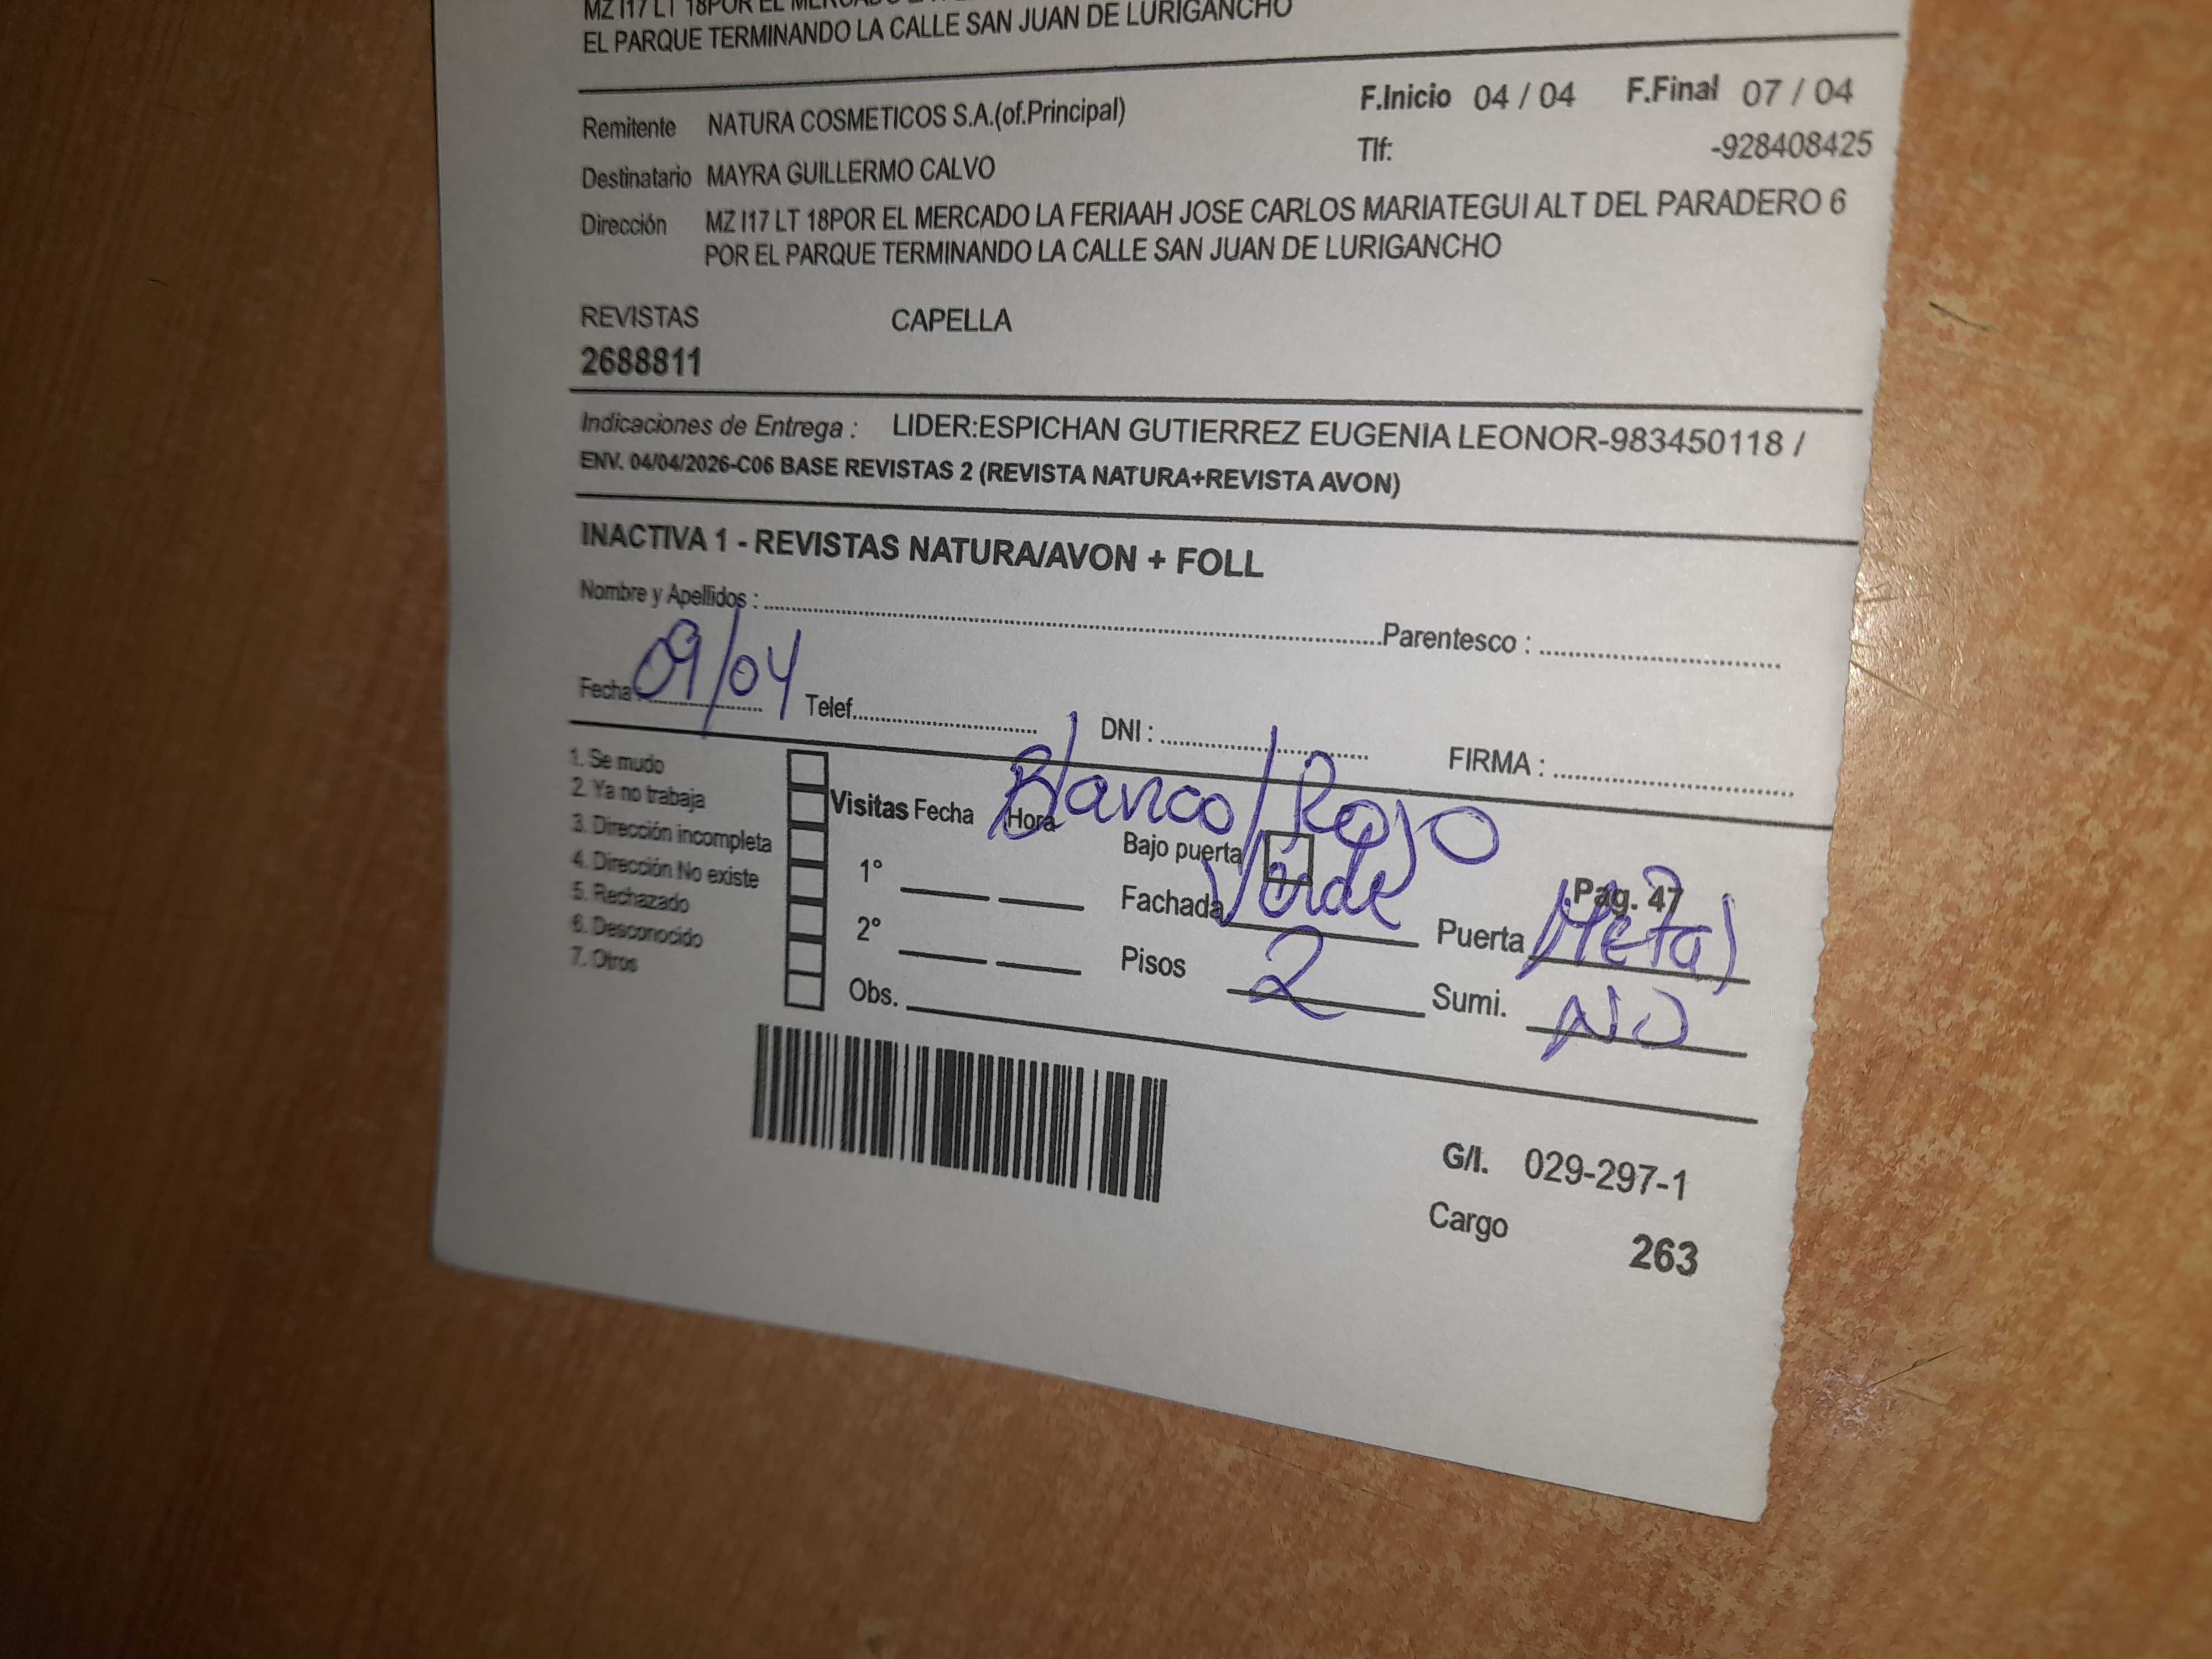 MZ I17 LT 18POR EL
EL PARQUE TERMINANDO LA CALLE SAN JUAN DE LURIGANCHO
Remitente NATURA COSMETICOS S.A.(of.Principal) F.Inicio 04 / 04 F.Final 07 / 04
Destinatario MAYRA GUILLERMO CALVO Tlf: -928408425
Dirección MZ I17 LT 18POR EL MERCADO LA FERIAAH JOSE CARLOS MARIATEGUI ALT DEL PARADERO 6
POR EL PARQUE TERMINANDO LA CALLE SAN JUAN DE LURIGANCHO
REVISTAS CAPELLA
2688811
Indicaciones de Entrega : LIDER:ESPICHAN GUTIERREZ EUGENIA LEONOR-983450118 /
ENV. 04/04/2026-C06 BASE REVISTAS 2 (REVISTA NATURA+REVISTA AVON)
INACTIVA 1 - REVISTAS NATURA/AVON + FOLL
Nombre y Apellidos : Parentesco :
Fecha 09/04 Telef. DNI : FIRMA :
1. Se mudo
2. Ya no trabaja
3. Dirección incompleta
4. Dirección No existe
5. Rechazado
6. Desconocido
7. Otros
Visitas Fecha Hora Blanco/Rojo
Bajo puerta
1° Fachada Verde Pag. 47
2° Puerta Metal
Pisos 2 Sumi. NO
Obs.
G/I. 029-297-1
Cargo 263